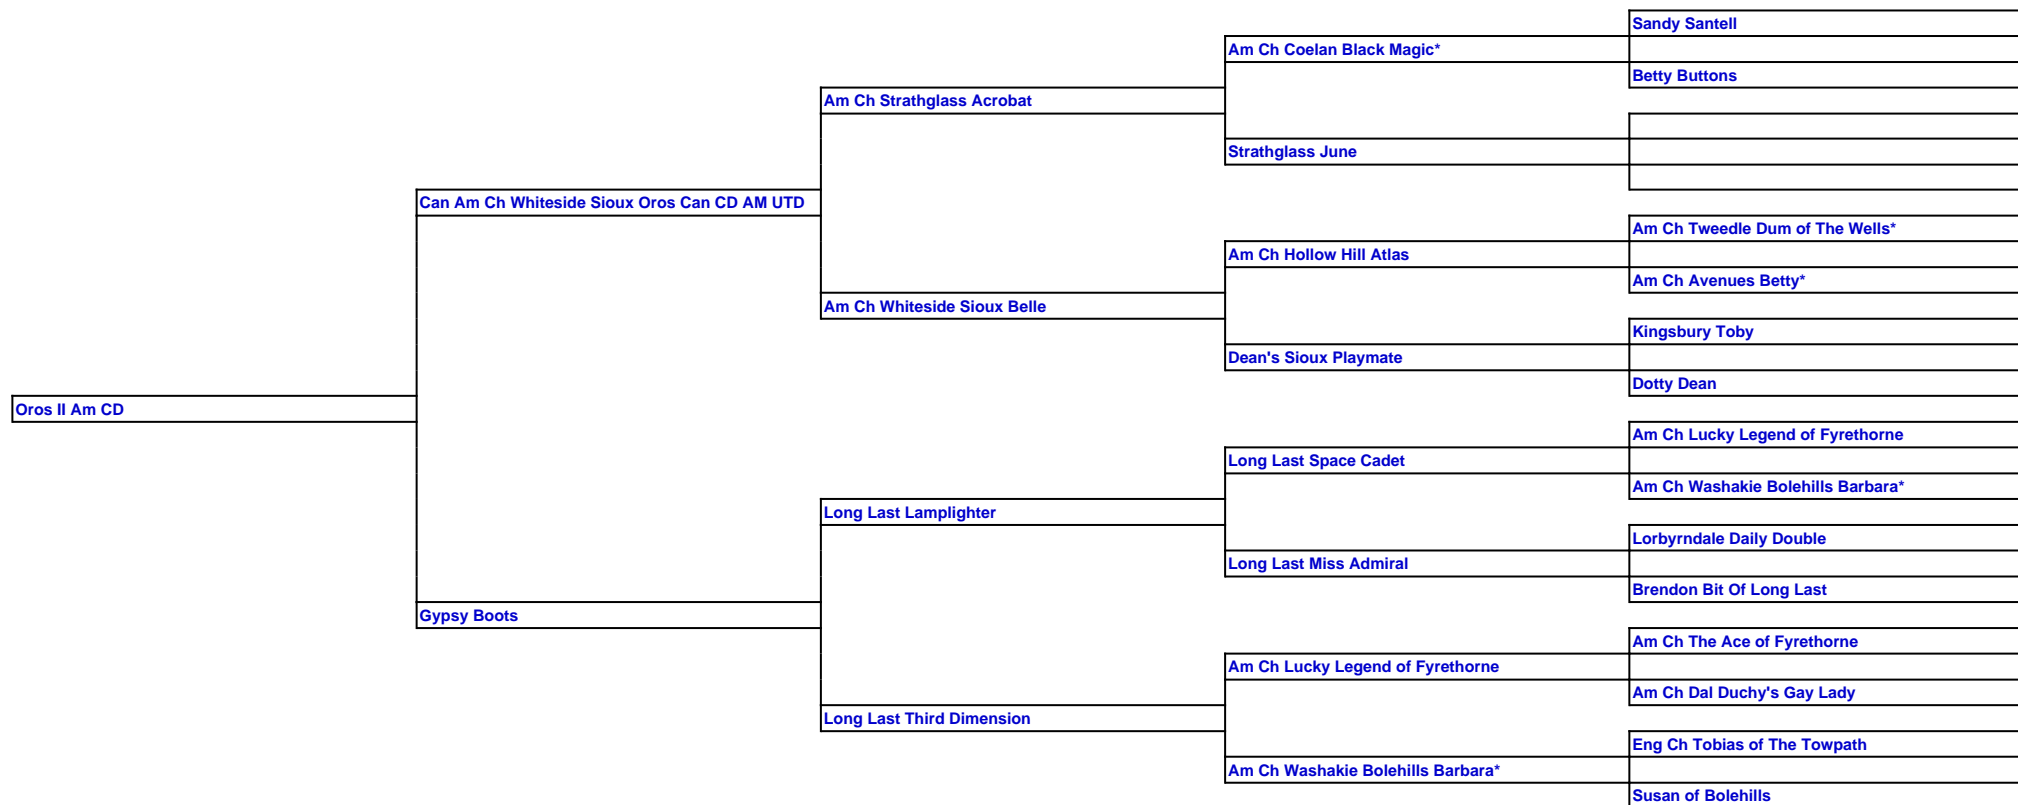 Sandy Santell
Am Ch Coelan Black Magic*
Betty Buttons
Am Ch Strathglass Acrobat
Strathglass June
Can Am Ch Whiteside Sioux Oros Can CD AM UTD
Am Ch Tweedle Dum of The Wells*
Am Ch Hollow Hill Atlas
Am Ch Avenues Betty*
Am Ch Whiteside Sioux Belle
Kingsbury Toby
Dean's Sioux Playmate
Dotty Dean
Oros II Am CD
Am Ch Lucky Legend of Fyrethorne
Long Last Space Cadet
Am Ch Washakie Bolehills Barbara*
Long Last Lamplighter
Lorbyrndale Daily Double
Long Last Miss Admiral
Brendon Bit Of Long Last
Gypsy Boots
Am Ch The Ace of Fyrethorne
Am Ch Lucky Legend of Fyrethorne
Am Ch Dal Duchy's Gay Lady
Long Last Third Dimension
Eng Ch Tobias of The Towpath
Am Ch Washakie Bolehills Barbara*
Susan of Bolehills